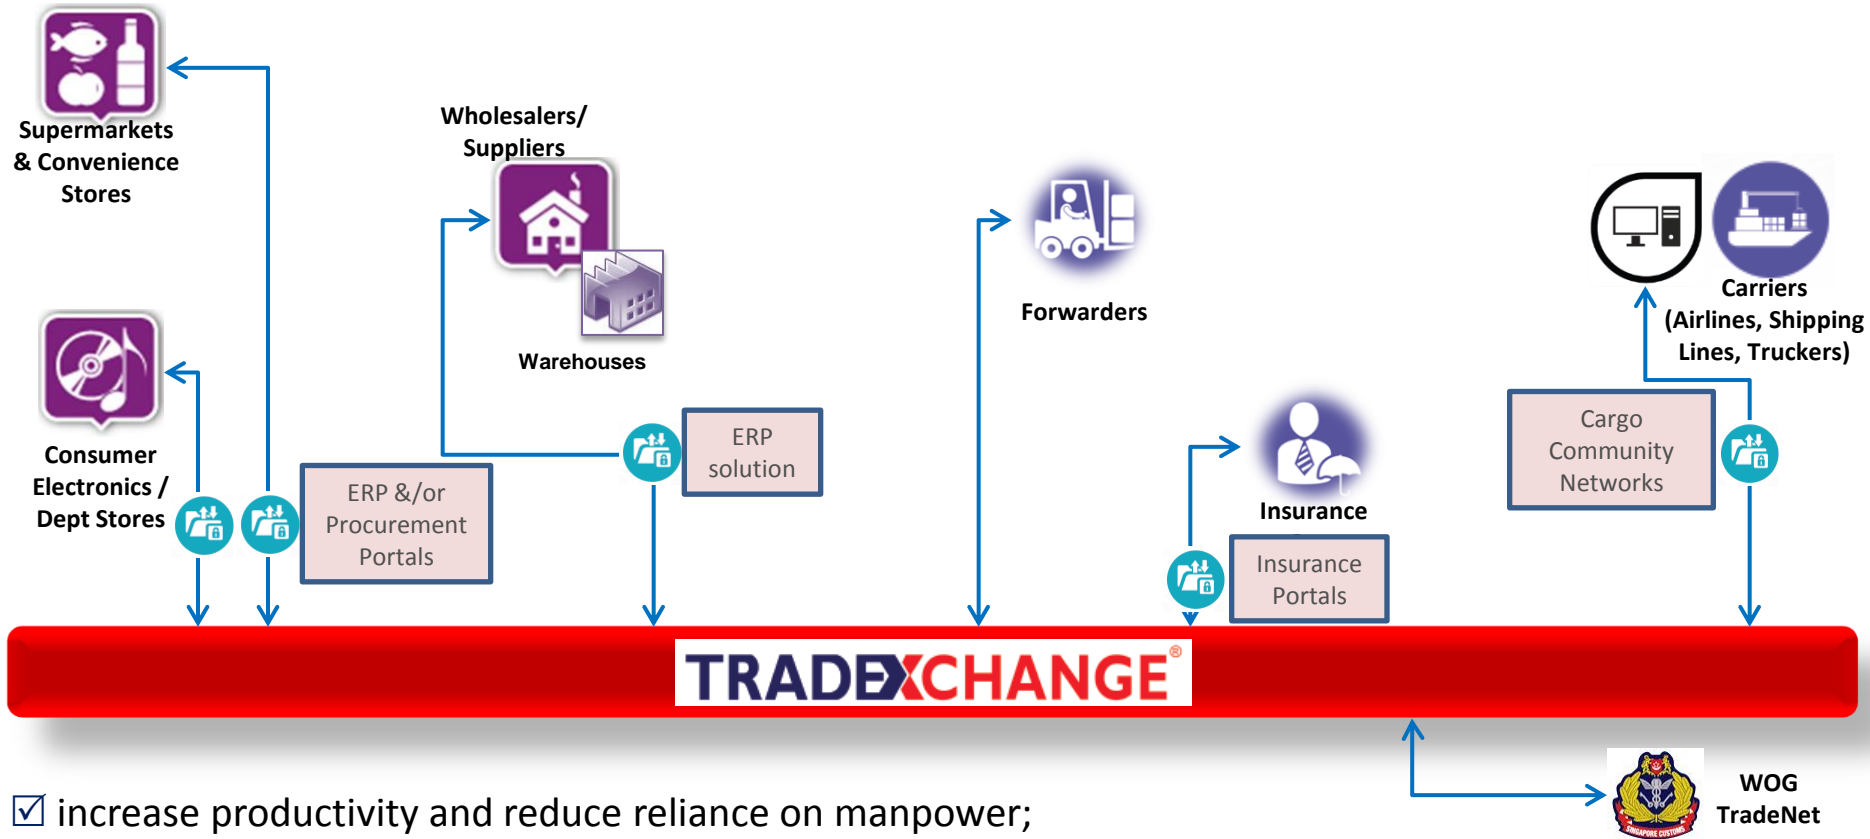 Supermarkets
& Convenience
Stores
Wholesalers/
Suppliers
Warehouses
Forwarders
Carriers
(Airlines, Shipping
Lines, Truckers)
Consumer
Electronics /
Dept Stores
ERP &/or
Procurement
Portals
ERP
solution
Insurance
Insurance
Portals
Cargo
Community
Networks
TRADEXCHANGE®
SINGAPORE CUSTOMS
WOG
TradeNet
☑ increase productivity and reduce reliance on manpower;